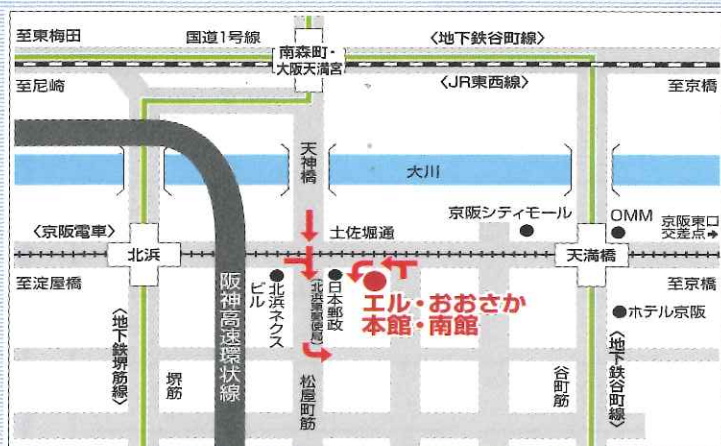 至東梅田
国道1号線
南森町・
大阪天満宮
〈地下鉄谷町線〉
至尼崎
〈JR東西線〉
至京橋
天神橋
大川
京阪シティモール
OMM
京阪東口
交差点➡
〈京阪電車〉
北浜
土佐堀通
天満橋
至淀屋橋
至京橋
阪神高速環状線
北浜ネクス
ビル
日本郵政
(北浜東郵便局)
エル・おおさか
本館・南館
ホテル京阪
〈地下鉄堺筋線〉
堺筋
松屋町筋
谷町筋
〈地下鉄谷町線〉